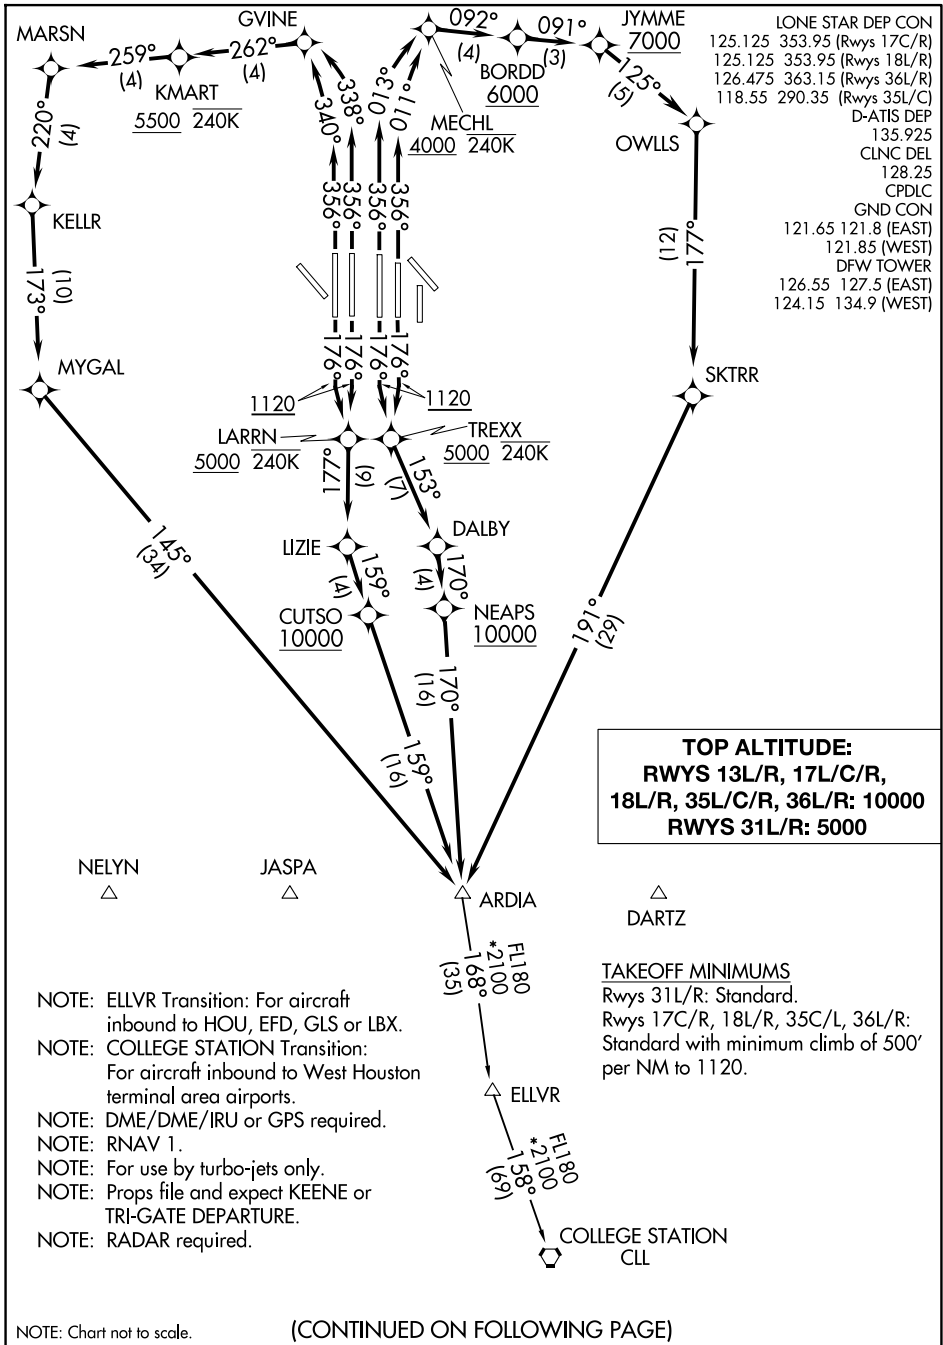 MARSN
GVINE
259°
(4)
262°
(4)
KMART
5500 240K
220°
(4)
KELLR
173°
(10)
MYGAL
340°
338°
013°
011°
356°
356°
356°
356°
092°
(4)
091°
(3)
BORDD
6000
MECHL
4000 240K
JYMME
7000
125°
(5)
OWLLS
177°
(12)
SKTRR
LONE STAR DEP CON
125.125 353.95 (Rwys 17C/R)
125.125 353.95 (Rwys 18L/R)
126.475 363.15 (Rwys 36L/R)
118.55 290.35 (Rwys 35L/C)
D-ATIS DEP
135.925
CLNC DEL
128.25
CPDLC
GND CON
121.65 121.8 (EAST)
121.85 (WEST)
DFW TOWER
126.55 127.5 (EAST)
124.15 134.9 (WEST)
176°
176°
176°
176°
1120
1120
LARRN
5000 240K
TREXX
5000 240K
177°
(6)
153°
(7)
LIZIE
DALBY
159°
(4)
170°
(4)
CUTSO
10000
NEAPS
10000
145°
(34)
191°
(29)
170°
(16)
159°
(16)
TOP ALTITUDE:
RWYS 13L/R, 17L/C/R,
18L/R, 35L/C/R, 36L/R: 10000
RWYS 31L/R: 5000
NELYN
JASPA
ARDIA
DARTZ
FL180
*2100
168°
(35)
ELLVR
FL180
*2100
158°
(69)
COLLEGE STATION
CLL
TAKEOFF MINIMUMS
Rwys 31L/R: Standard.
Rwys 17C/R, 18L/R, 35C/L, 36L/R:
Standard with minimum climb of 500'
per NM to 1120.
NOTE: ELLVR Transition: For aircraft
inbound to HOU, EFD, GLS or LBX.
NOTE: COLLEGE STATION Transition:
For aircraft inbound to West Houston
terminal area airports.
NOTE: DME/DME/IRU or GPS required.
NOTE: RNAV 1.
NOTE: For use by turbo-jets only.
NOTE: Props file and expect KEENE or
TRI-GATE DEPARTURE.
NOTE: RADAR required.
NOTE: Chart not to scale.
(CONTINUED ON FOLLOWING PAGE)